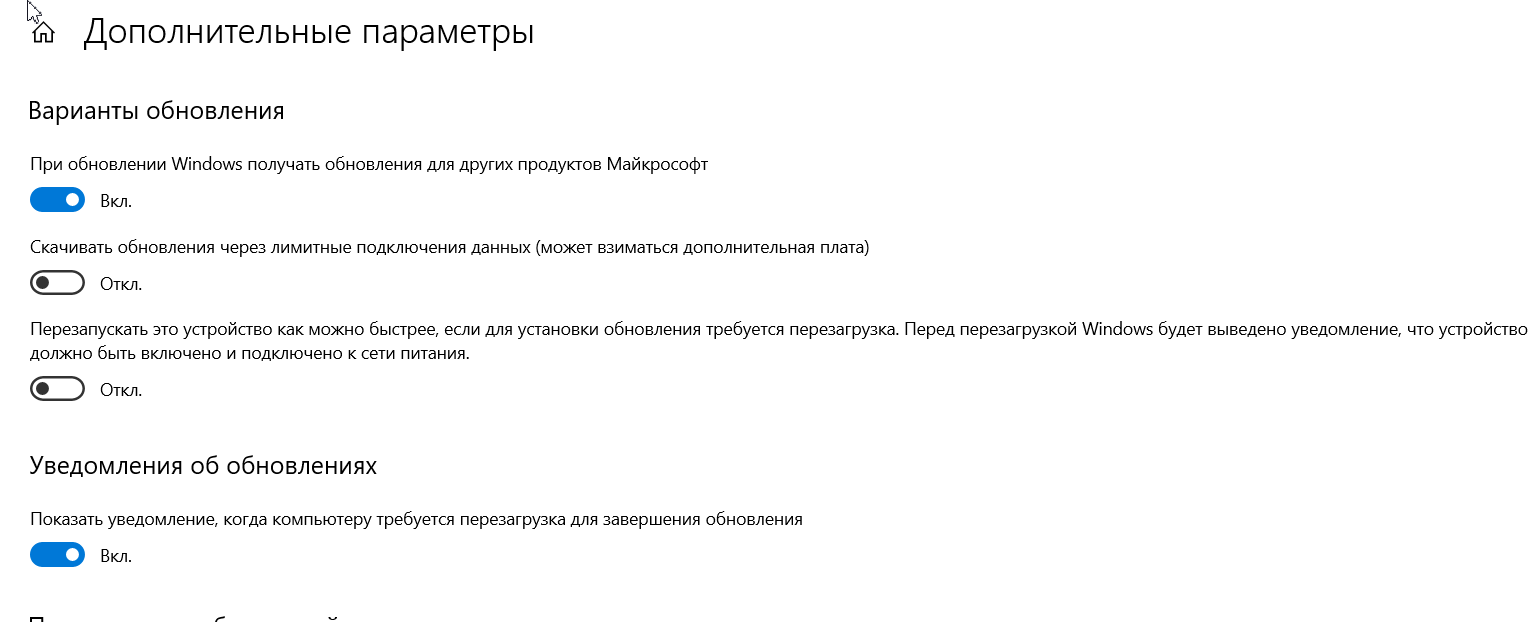 Дополнительные параметры
Варианты обновления
При обновлении Windows получать обновления для других продуктов Майкрософт
Вкл.
Скачивать обновления через лимитные подключения данных (может взиматься дополнительная плата)
Откл.
Перезапускать это устройство как можно быстрее, если для установки обновления требуется перезагрузка. Перед перезагрузкой Windows будет выведено уведомление, что устройство
должно быть включено и подключено к сети питания.
Откл.
Уведомления об обновлениях
Показать уведомление, когда компьютеру требуется перезагрузка для завершения обновления
Вкл.